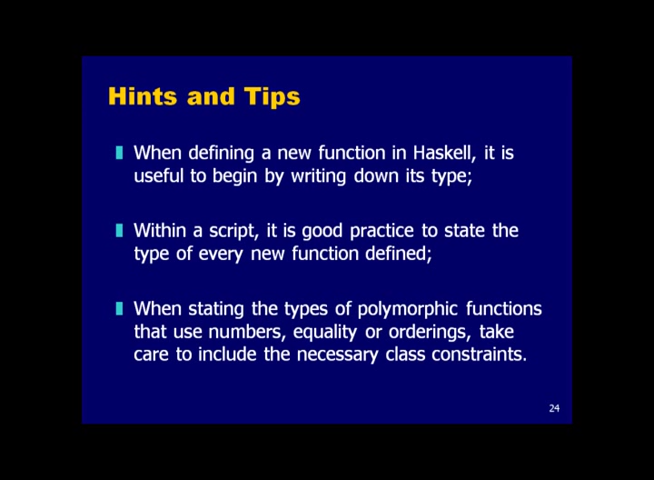 Hints and Tips
When defining a new function in Haskell, it is
useful to begin by writing down its type;
Within a script, it is good practice to state the
type of every new function defined;
When stating the types of polymorphic functions
that use numbers, equality or orderings, take
care to include the necessary class constraints.
24